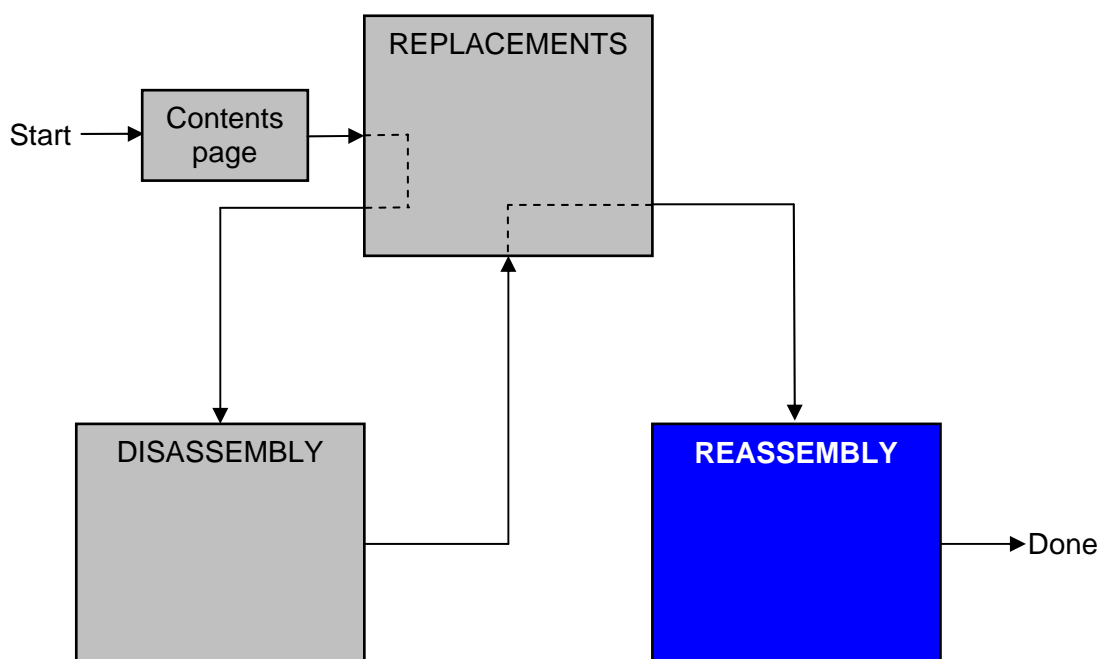 REPLACEMENTS
Start
Contents
page
DISASSEMBLY
REASSEMBLY
Done